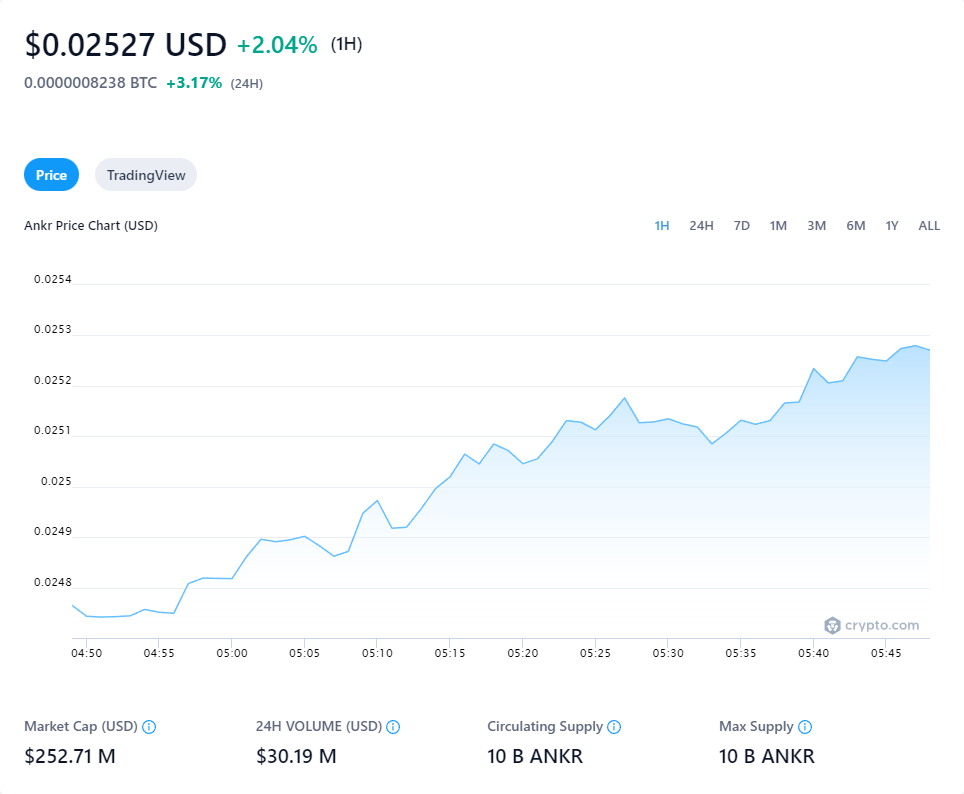 $0.02527 USD +2.04% (1H)
0.0000008238 BTC +3.17% (24H)
Price TradingView
Ankr Price Chart (USD) 1H 24H 7D 1M 3M 6M 1Y ALL
0.0254
0.0253
0.0252
0.0251
0.025
0.0249
0.0248
crypto.com
04:50 04:55 05:00 05:05 05:10 05:15 05:20 05:25 05:30 05:35 05:40 05:45
Market Cap (USD) 24H VOLUME (USD) Circulating Supply Max Supply
$252.71 M $30.19 M 10 B ANKR 10 B ANKR